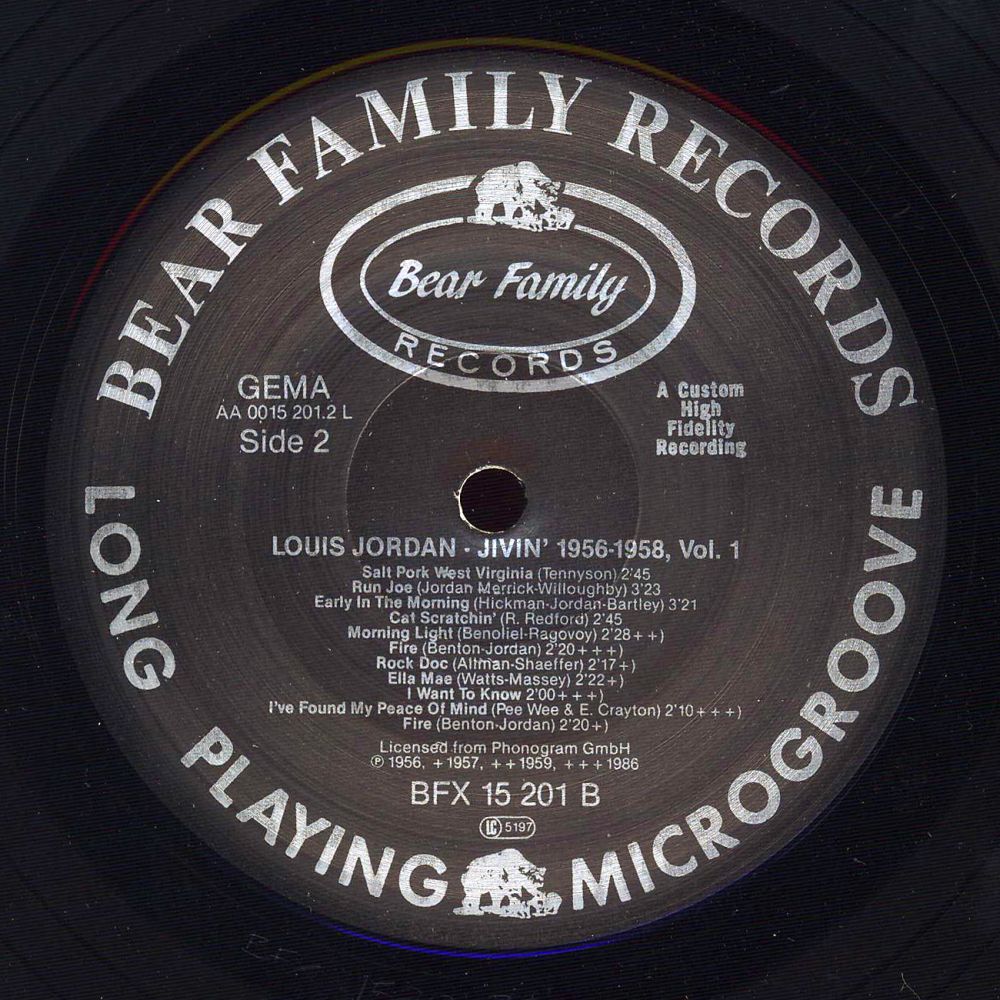 BEAR FAMILY RECORDS
Bear Family
RECORDS
GEMA
AA 0015 201.2 L
Side 2
A Custom
High
Fidelity
Recording
LOUIS JORDAN - JIVIN' 1956-1958, Vol. 1
Salt Pork West Virginia (Tennyson) 2'45
Run Joe (Jordan Merrick-Willoughby) 3'23
Early In The Morning (Hickman-Jordan-Bartley) 3'21
Cat Scratchin' (R. Redford) 2'45
Morning Light (Benoliel-Ragovoy) 2'28++)
Fire (Benton-Jordan) 2'20+++)
Rock Doc (Altman-Shaeffer) 2'17+)
Ella Mae (Watts-Massey) 2'22+)
I Want To Know 2'00+++)
I've Found My Peace Of Mind (Pee Wee & E. Crayton) 2'10+++)
Fire (Benton-Jordan) 2'20+)
Licensed from Phonogram GmbH
℗ 1956, +1957, ++1959, +++1986
BFX 15 201 B
LC 5197
LONG PLAYING MICROGROOVE